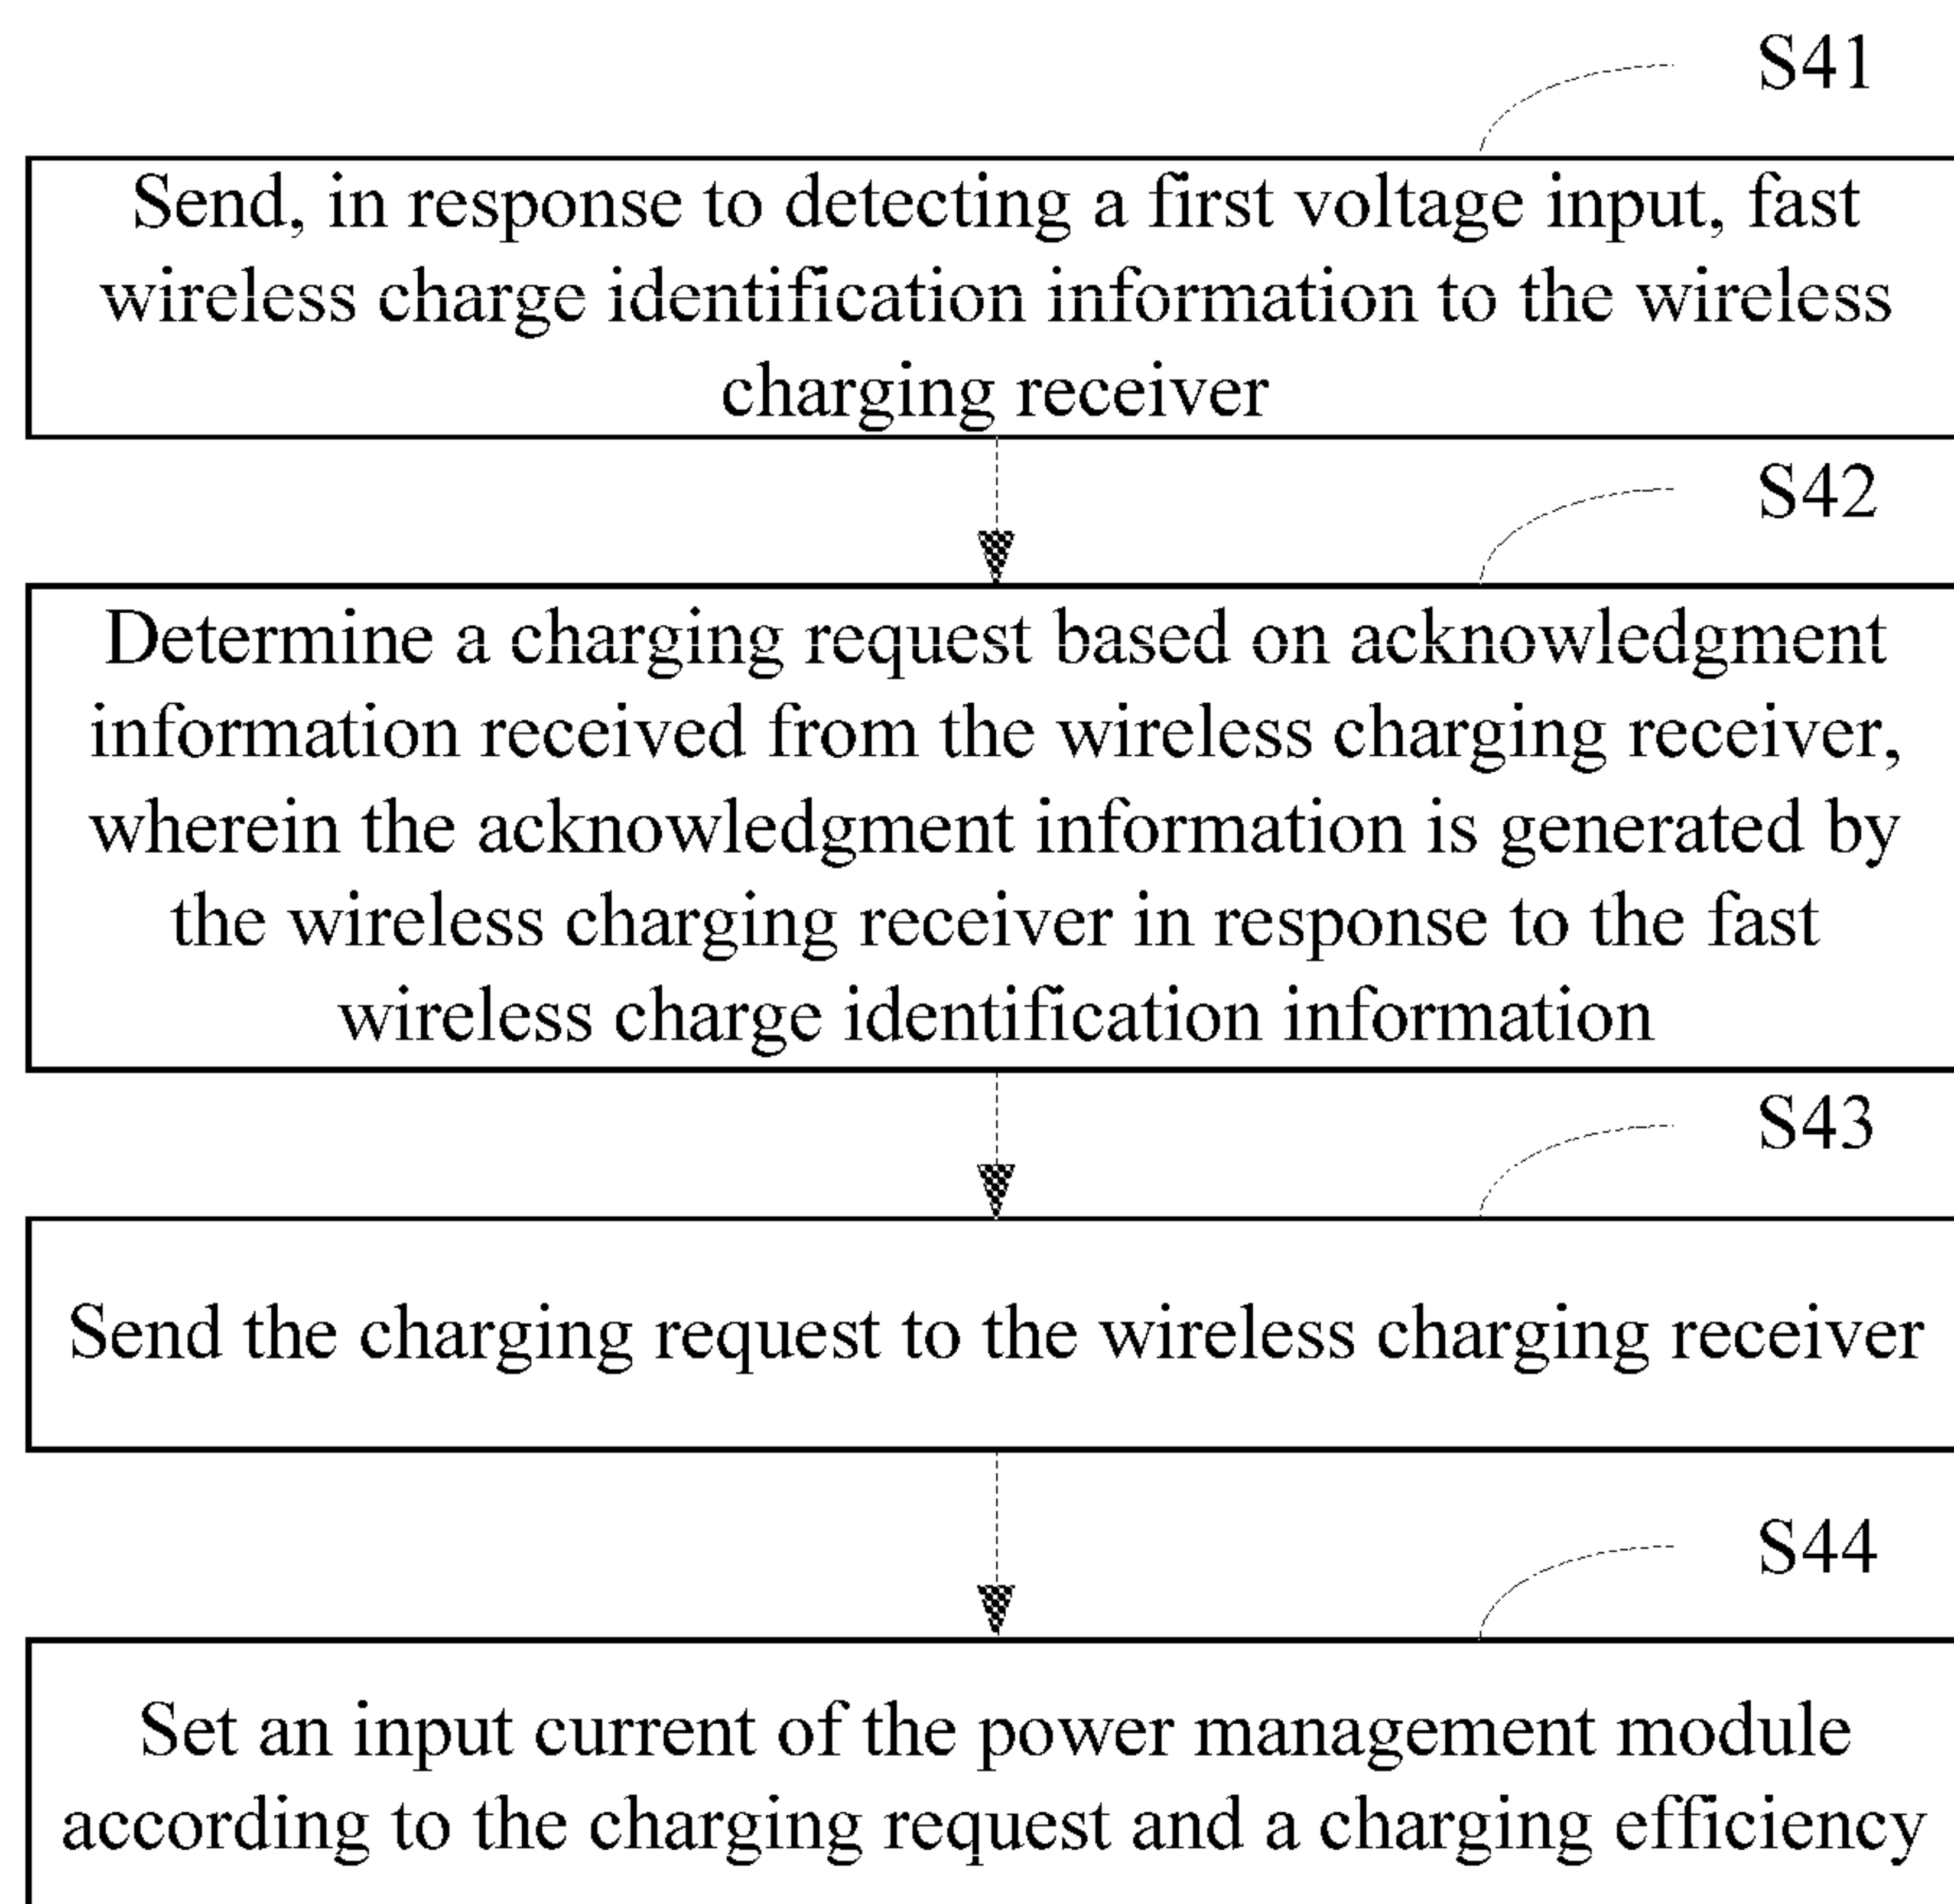 S41
Send, in response to detecting a first voltage input, fast
wireless charge identification information to the wireless
charging receiver
S42
Determine a charging request based on acknowledgment
information received from the wireless charging receiver,
wherein the acknowledgment information is generated by
the wireless charging receiver in response to the fast
wireless charge identification information
S43
Send the charging request to the wireless charging receiver
S44
Set an input current of the power management module
according to the charging request and a charging efficiency